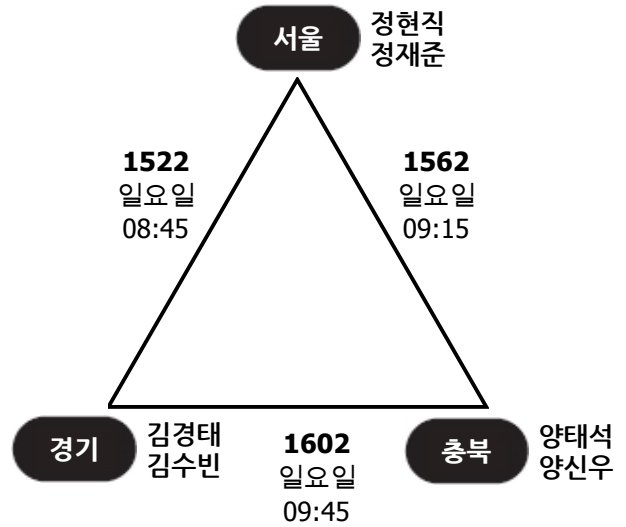 서울
정현직
정재준
1522
일요일
08:45
1562
일요일
09:15
경기
김경태
김수빈
1602
일요일
09:45
충북
양태석
양신우